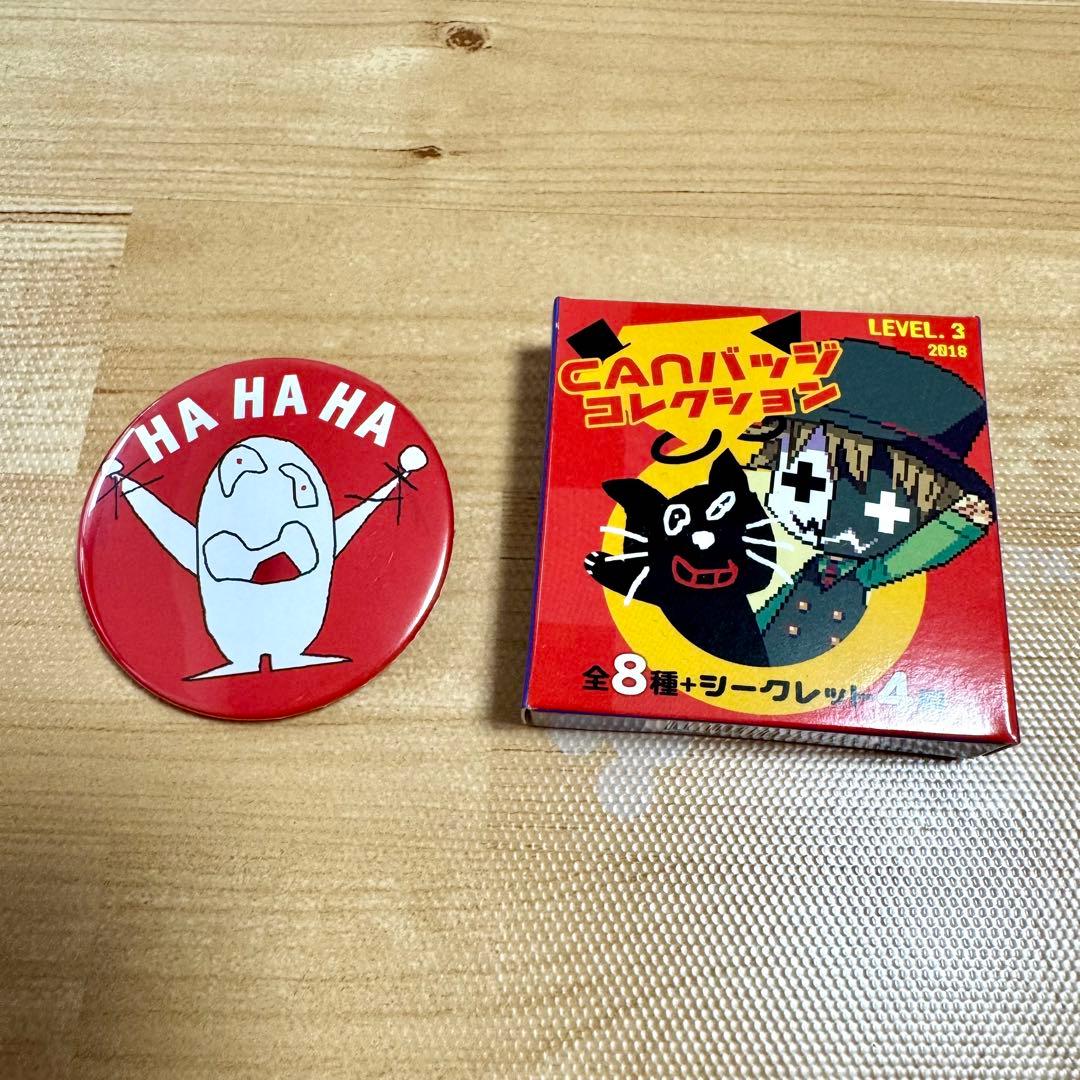 HA HA HA
LEVEL.3
2018
CANバッジ
コレクション
全8種+シークレット4種